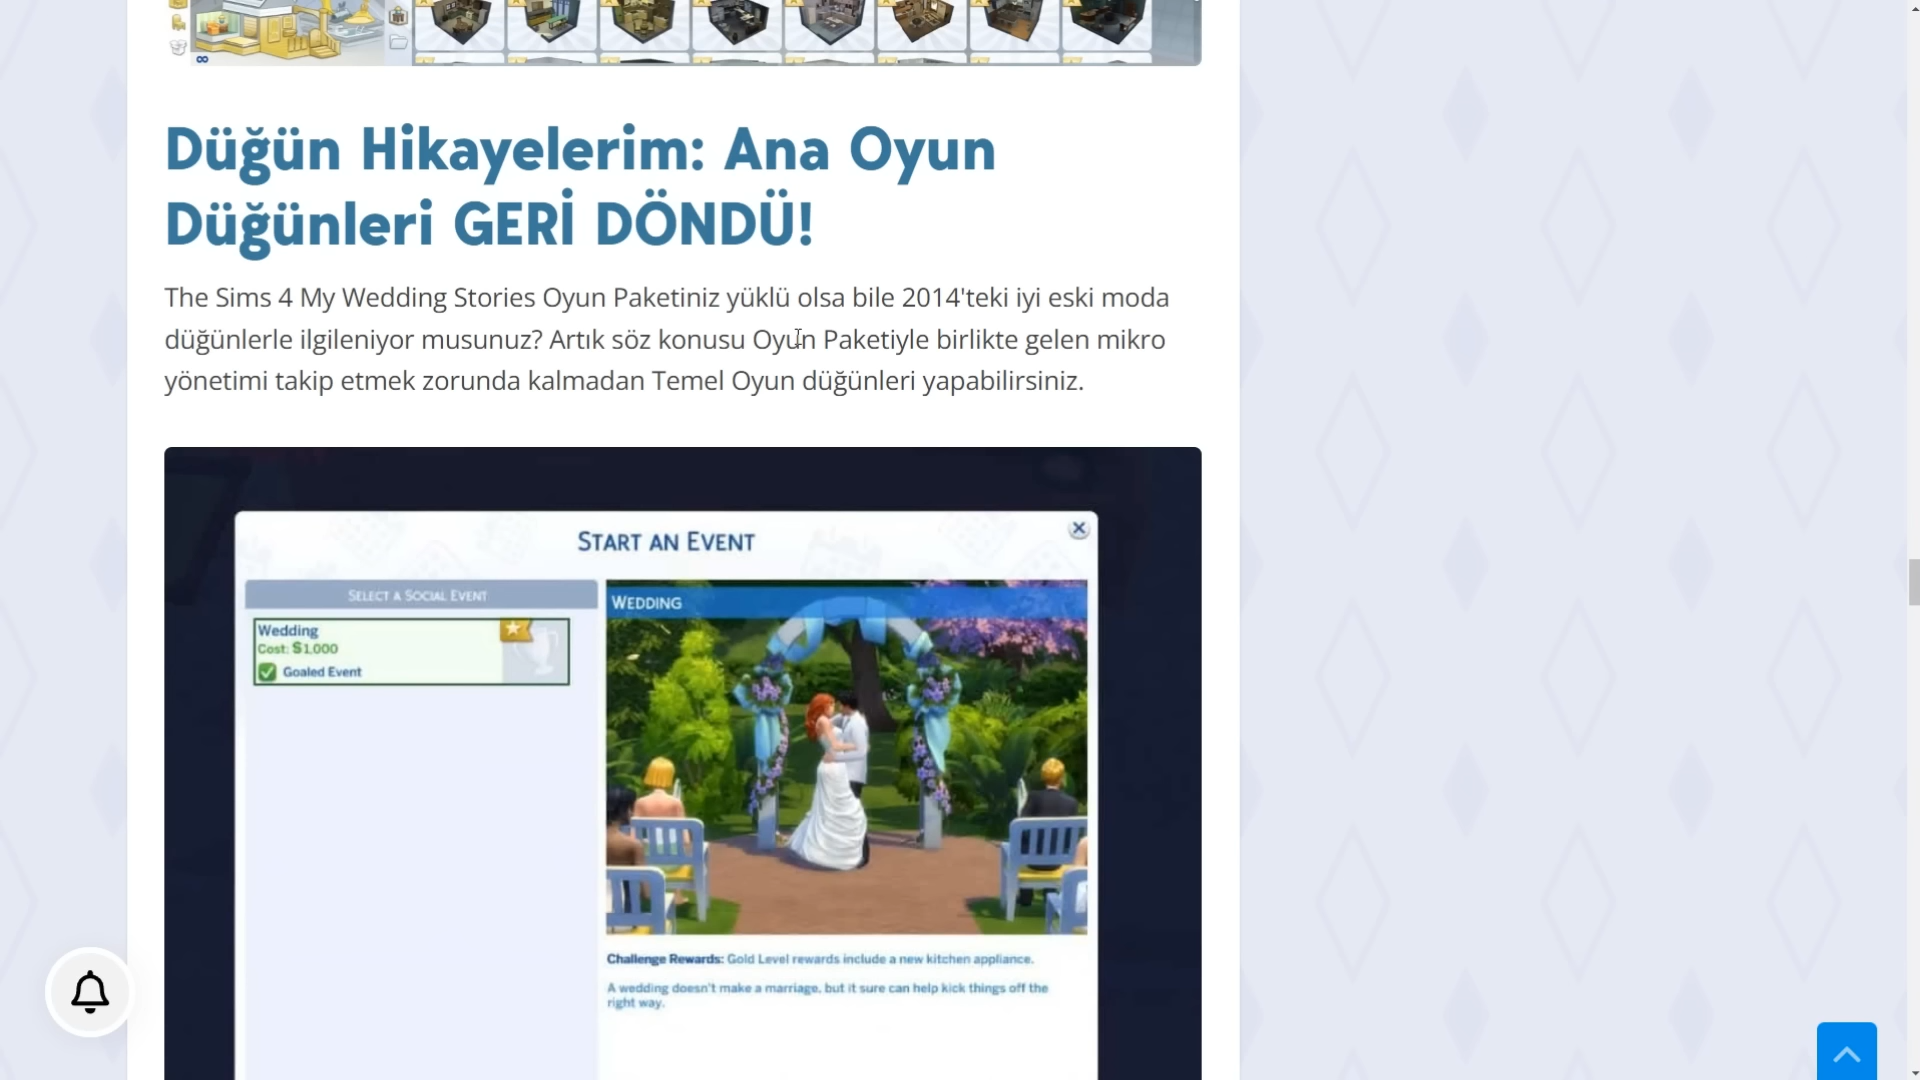 Düğün Hikayelerim: Ana Oyun
Düğünleri GERİ DÖNDÜ!
The Sims 4 My Wedding Stories Oyun Paketiniz yüklü olsa bile 2014'teki iyi eski moda
düğünlerle ilgileniyor musunuz? Artık söz konusu Oyun Paketiyle birlikte gelen mikro
yönetimi takip etmek zorunda kalmadan Temel Oyun düğünleri yapabilirsiniz.
START AN EVENT
SELECT A SOCIAL EVENT
WEDDING
Wedding
Cost: $1,000
Goaled Event
Challenge Rewards: Gold Level rewards include a new kitchen appliance.
A wedding doesn't make a marriage, but it sure can help kick things off the
right way.